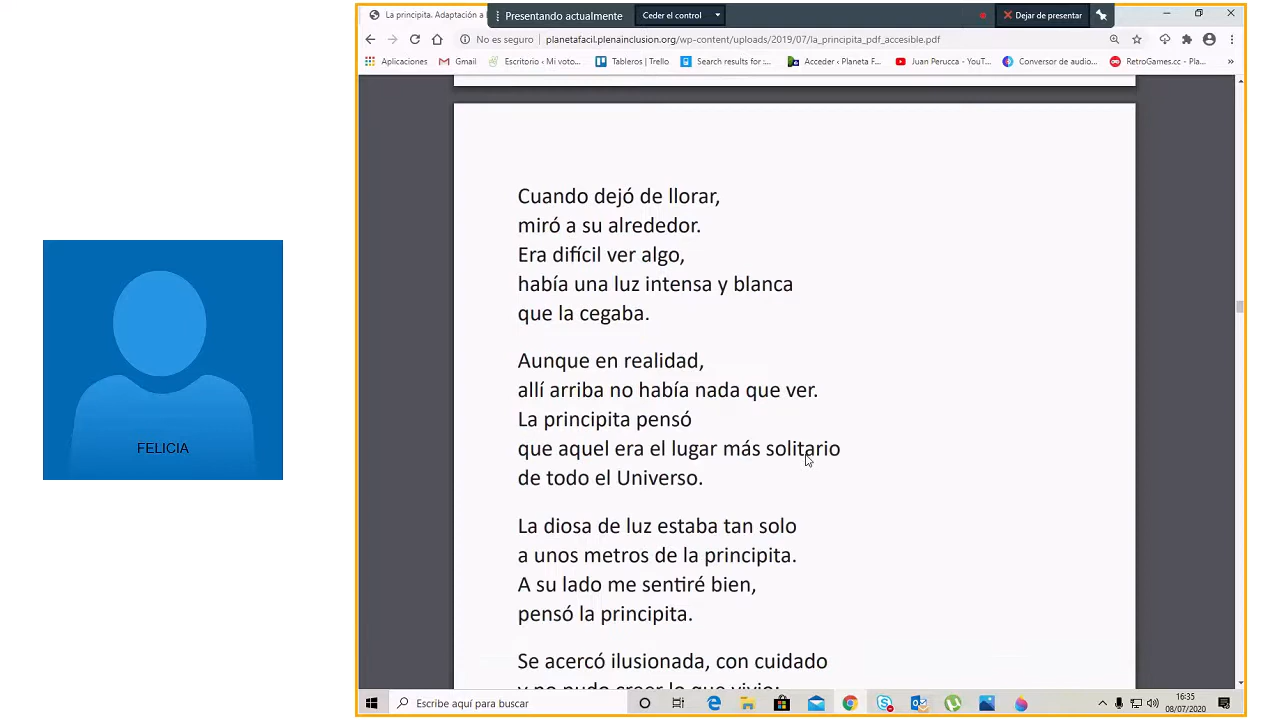 La principita. Adaptación a
Presentando actualmente
Ceder el control
Dejar de presentar
No es seguro
planetafacil.plenainclusion.org/wp-content/uploads/2019/07/la_principita_pdf_accesible.pdf
Aplicaciones
Gmail
Escritorio ‹ Mi voto...
Tableros | Trello
Search results for :...
Acceder ‹ Planeta F...
Juan Perucca - YouT...
Conversor de audio...
RetroGames.cc - Pla...
Cuando dejó de llorar,
miró a su alrededor.
Era difícil ver algo,
había una luz intensa y blanca
que la cegaba.
Aunque en realidad,
allí arriba no había nada que ver.
La principita pensó
que aquel era el lugar más solitario
de todo el Universo.
La diosa de luz estaba tan solo
a unos metros de la principita.
A su lado me sentiré bien,
pensó la principita.
Se acercó ilusionada, con cuidado
y no pudo creer lo que vivió:
FELICIA
Escribe aquí para buscar
16:35
08/07/2020